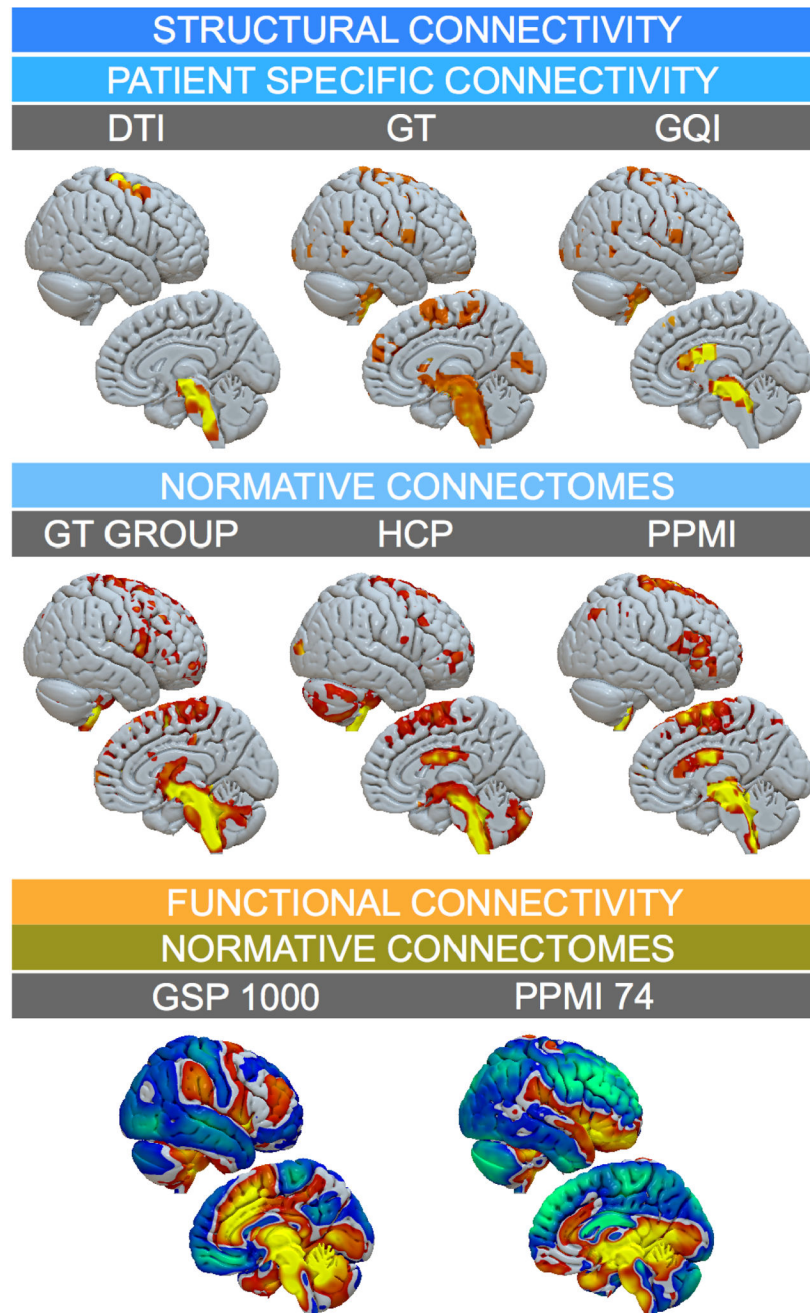 STRUCTURAL CONNECTIVITY
PATIENT SPECIFIC CONNECTIVITY
DTI GT GQI
NORMATIVE CONNECTOMES
GT GROUP HCP PPMI
FUNCTIONAL CONNECTIVITY
NORMATIVE CONNECTOMES
GSP 1000 PPMI 74